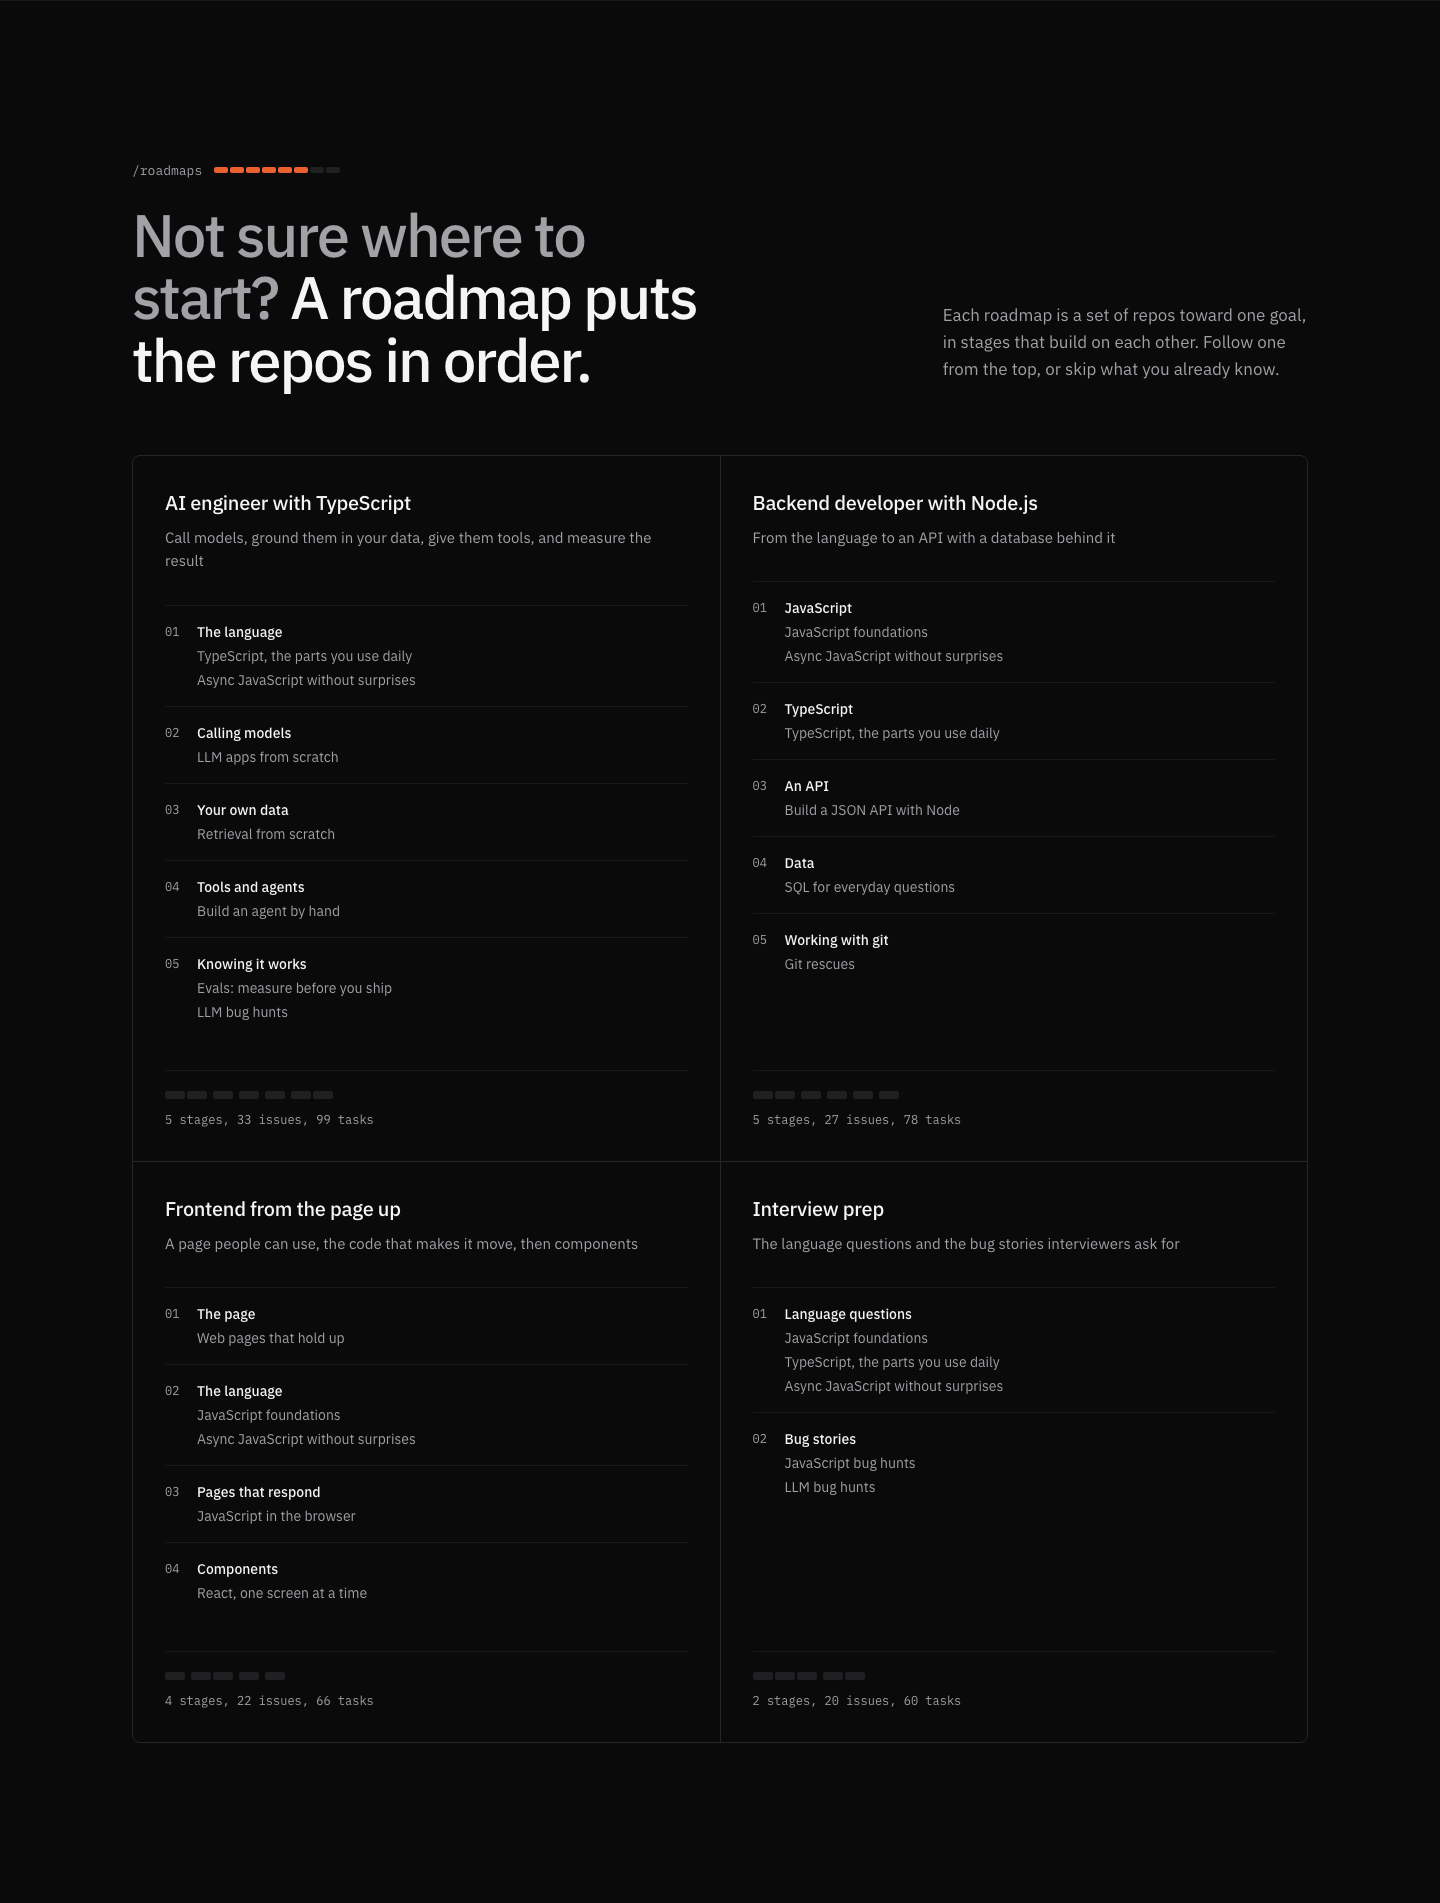 /roadmaps
Not sure where to
start? A roadmap puts
the repos in order.
Each roadmap is a set of repos toward one goal,
in stages that build on each other. Follow one
from the top, or skip what you already know.
AI engineer with TypeScript
Call models, ground them in your data, give them tools, and measure the
result
01 The language
TypeScript, the parts you use daily
Async JavaScript without surprises
02 Calling models
LLM apps from scratch
03 Your own data
Retrieval from scratch
04 Tools and agents
Build an agent by hand
05 Knowing it works
Evals: measure before you ship
LLM bug hunts
5 stages, 33 issues, 99 tasks
Backend developer with Node.js
From the language to an API with a database behind it
01 JavaScript
JavaScript foundations
Async JavaScript without surprises
02 TypeScript
TypeScript, the parts you use daily
03 An API
Build a JSON API with Node
04 Data
SQL for everyday questions
05 Working with git
Git rescues
5 stages, 27 issues, 78 tasks
Frontend from the page up
A page people can use, the code that makes it move, then components
01 The page
Web pages that hold up
02 The language
JavaScript foundations
Async JavaScript without surprises
03 Pages that respond
JavaScript in the browser
04 Components
React, one screen at a time
4 stages, 22 issues, 66 tasks
Interview prep
The language questions and the bug stories interviewers ask for
01 Language questions
JavaScript foundations
TypeScript, the parts you use daily
Async JavaScript without surprises
02 Bug stories
JavaScript bug hunts
LLM bug hunts
2 stages, 20 issues, 60 tasks